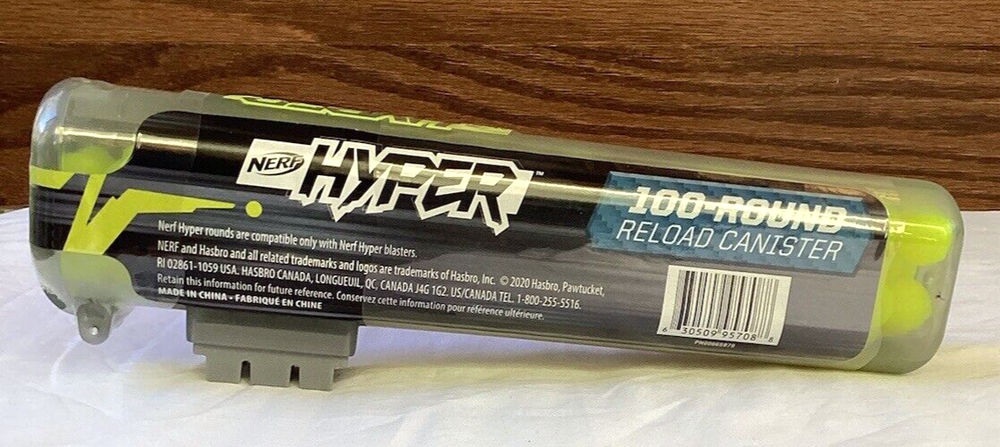 NERF HYPER™
100-ROUND
RELOAD CANISTER
Nerf Hyper rounds are compatible only with Nerf Hyper blasters.
NERF and Hasbro and all related trademarks and logos are trademarks of Hasbro, Inc. © 2020 Hasbro, Pawtucket,
RI 02861-1059 USA. HASBRO CANADA, LONGUEUIL, QC, CANADA J4G 1G2. US/CANADA TEL. 1-800-255-5516.
Retain this information for future reference. Conservez cette information pour référence ultérieure.
MADE IN CHINA • FABRIQUÉ EN CHINE
6 30509 95708 8